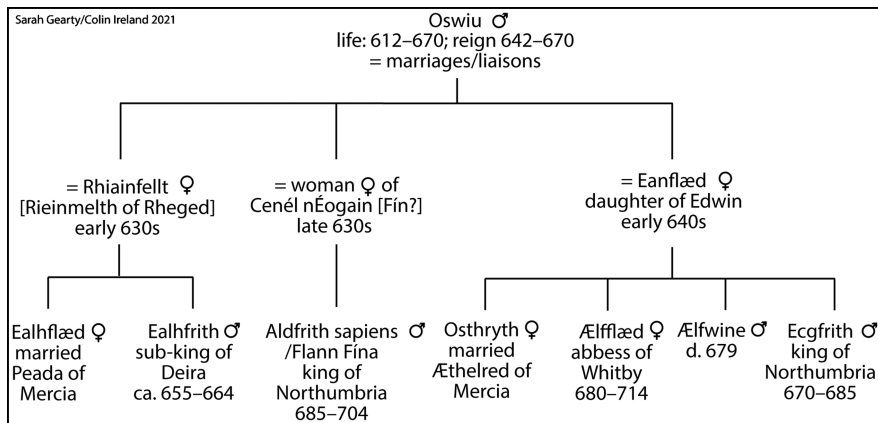 Sarah Gearty/Colin Ireland 2021
Oswiu ♂
life: 612–670; reign 642–670
= marriages/liaisons
= Rhiainfellt ♀
[Rieinmelth of Rheged]
early 630s
= woman ♀ of
Cenél nÉogain [Fín?]
late 630s
= Eanflæd ♀
daughter of Edwin
early 640s
Ealhflæd ♀
married
Peada of
Mercia
Ealhfrith ♂
sub-king of
Deira
ca. 655–664
Aldfrith sapiens ♂
/Flann Fína
king of
Northumbria
685–704
Osthryth ♀
married
Æthelred of
Mercia
Ælfflæd ♀
abbess of
Whitby
680–714
Ælfwine ♂
d. 679
Ecgfrith ♂
king of
Northumbria
670–685